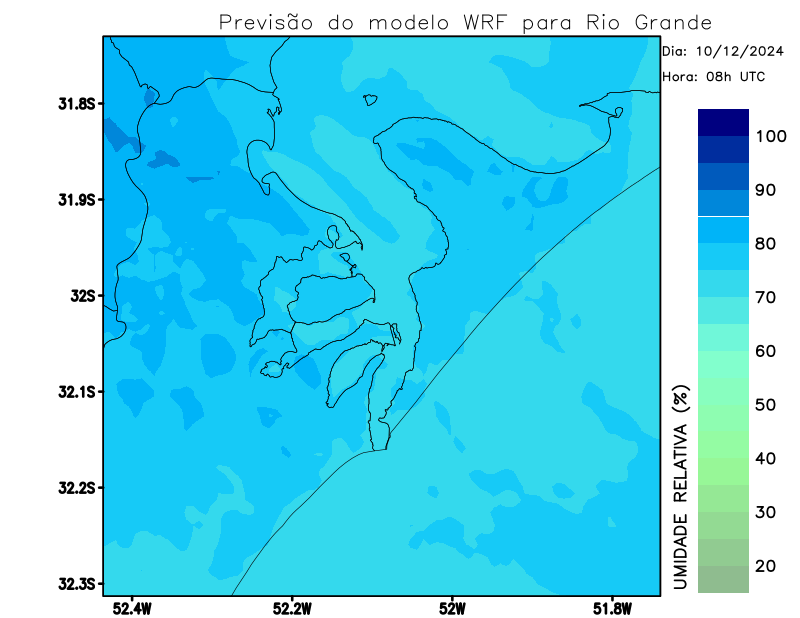 Previsão do modelo WRF para Rio Grande
Dia: 10/12/2024
Hora: 08h UTC
31.8S
31.9S
32S
32.1S
32.2S
32.3S
52.4W
52.2W
52W
51.8W
UMIDADE RELATIVA (%)
100
90
80
70
60
50
40
30
20